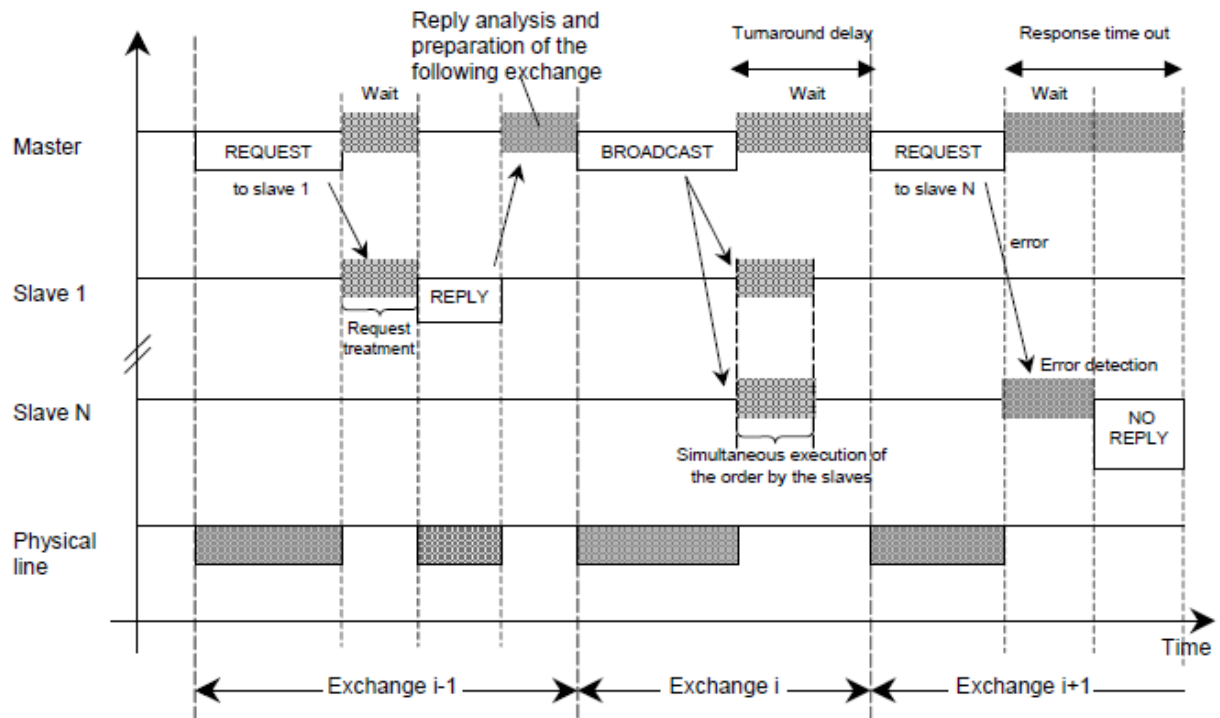 Reply analysis and
preparation of the
following exchange
Turnaround delay
Response time out
Wait
Wait
Wait
Master
REQUEST
BROADCAST
REQUEST
to slave 1
to slave N
error
Slave 1
REPLY
Request
treatment
Error detection
Slave N
NO
REPLY
Simultaneous execution of
the order by the slaves
Physical
line
Time
Exchange i-1
Exchange i
Exchange i+1